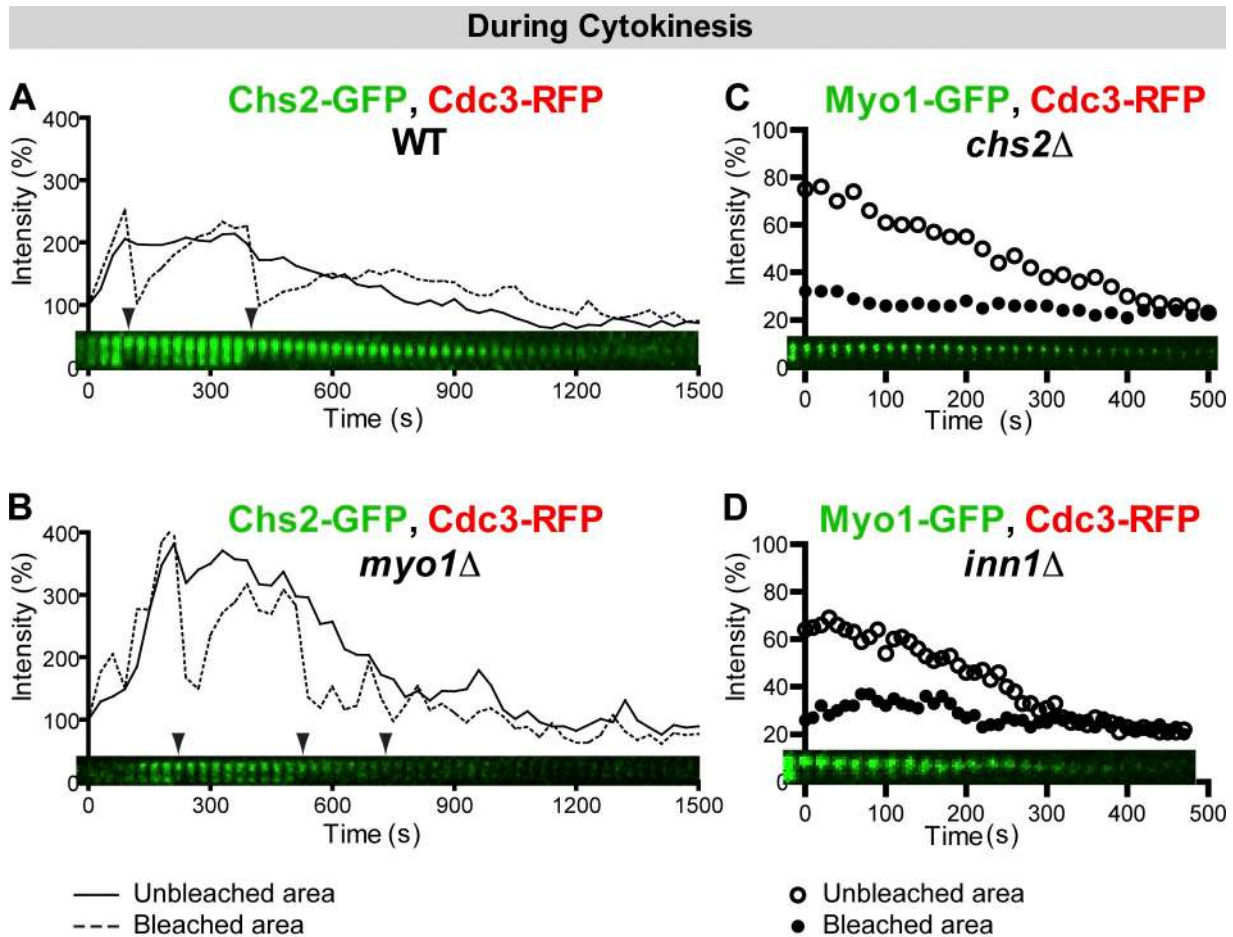 During Cytokinesis
A
Chs2-GFP, Cdc3-RFP
WT
Intensity (%)
400
300
200
100
0
0 300 600 900 1200 1500
Time (s)
C
Myo1-GFP, Cdc3-RFP
chs2Δ
Intensity (%)
100
80
60
40
20
0
0 100 200 300 400 500
Time (s)
B
Chs2-GFP, Cdc3-RFP
myo1Δ
Intensity (%)
400
300
200
100
0
0 300 600 900 1200 1500
Time (s)
D
Myo1-GFP, Cdc3-RFP
inn1Δ
Intensity (%)
100
80
60
40
20
0
0 100 200 300 400 500
Time (s)
Unbleached area
Bleached area
Unbleached area
Bleached area